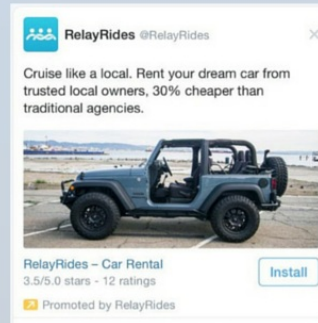 RelayRides @RelayRides
Cruise like a local. Rent your dream car from
trusted local owners, 30% cheaper than
traditional agencies.
RelayRides – Car Rental
3.5/5.0 stars - 12 ratings
Install
Promoted by RelayRides